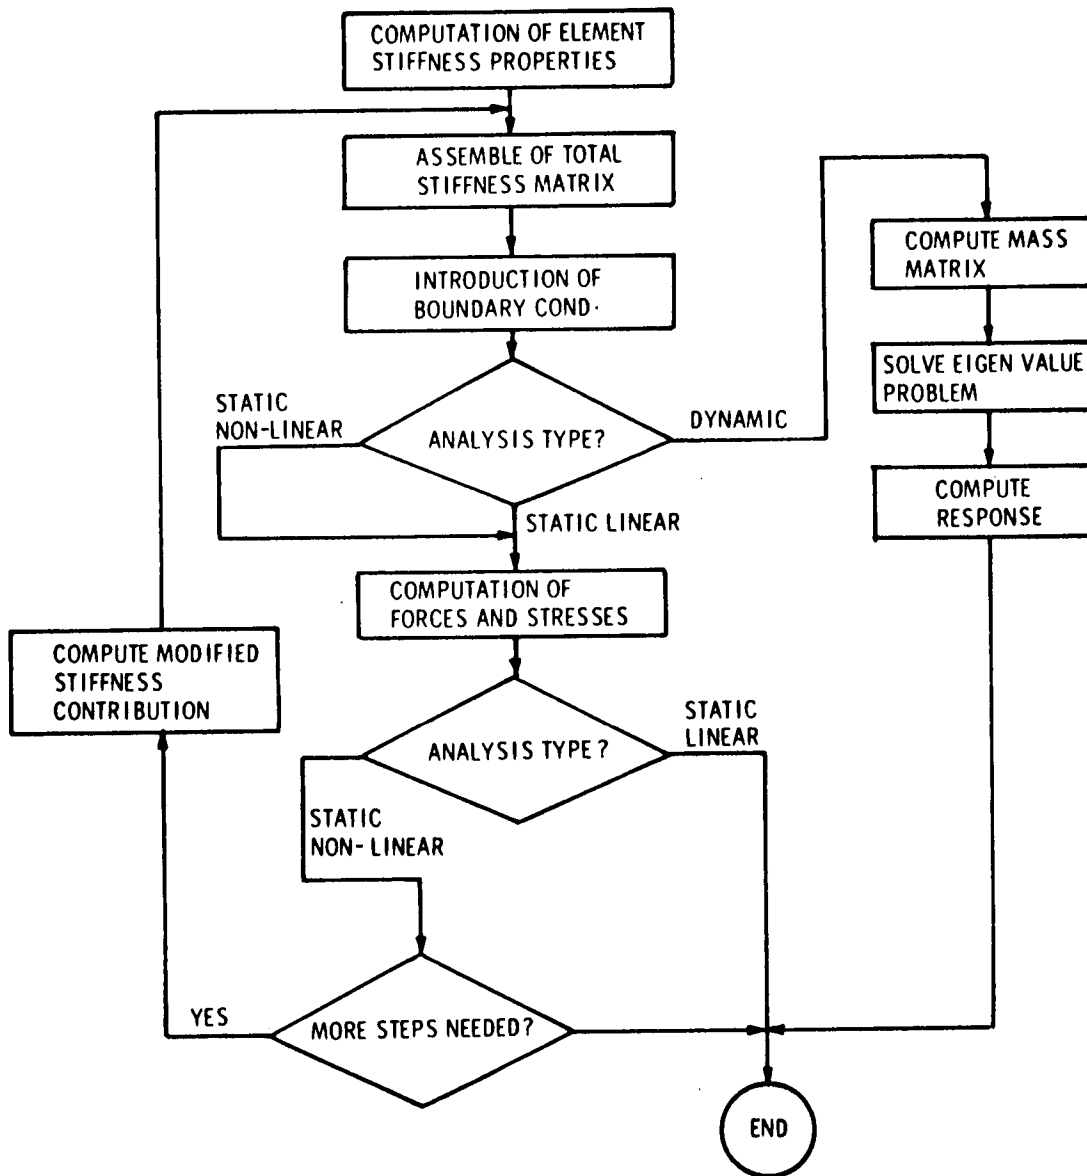 COMPUTATION OF ELEMENT
STIFFNESS PROPERTIES
ASSEMBLE OF TOTAL
STIFFNESS MATRIX
INTRODUCTION OF
BOUNDARY COND.
ANALYSIS TYPE?
STATIC
NON-LINEAR
DYNAMIC
STATIC LINEAR
COMPUTE MASS
MATRIX
SOLVE EIGEN VALUE
PROBLEM
COMPUTE
RESPONSE
COMPUTATION OF
FORCES AND STRESSES
ANALYSIS TYPE?
STATIC
LINEAR
STATIC
NON-LINEAR
MORE STEPS NEEDED?
YES
COMPUTE MODIFIED
STIFFNESS
CONTRIBUTION
END